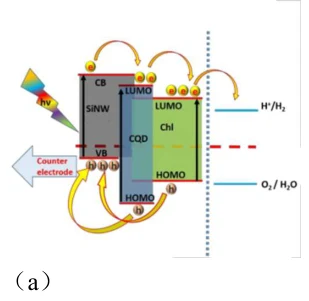 e
e e
e e e
CB
LUMO
hv
LUMO
H⁺/H₂
SiNW
CQD
Chl
VB
Counter
electrode
h h h
HOMO
O₂ / H₂O
h
HOMO
h
(a)